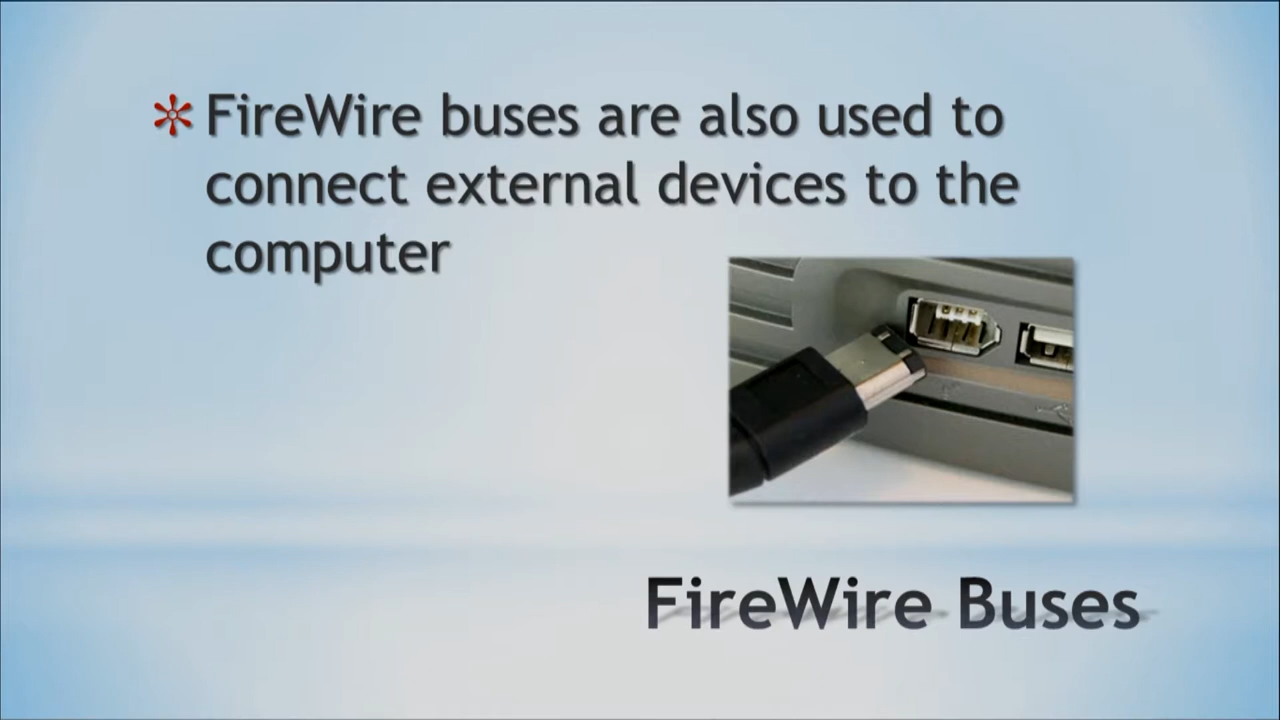 FireWire buses are also used to
connect external devices to the
computer
FireWire Buses